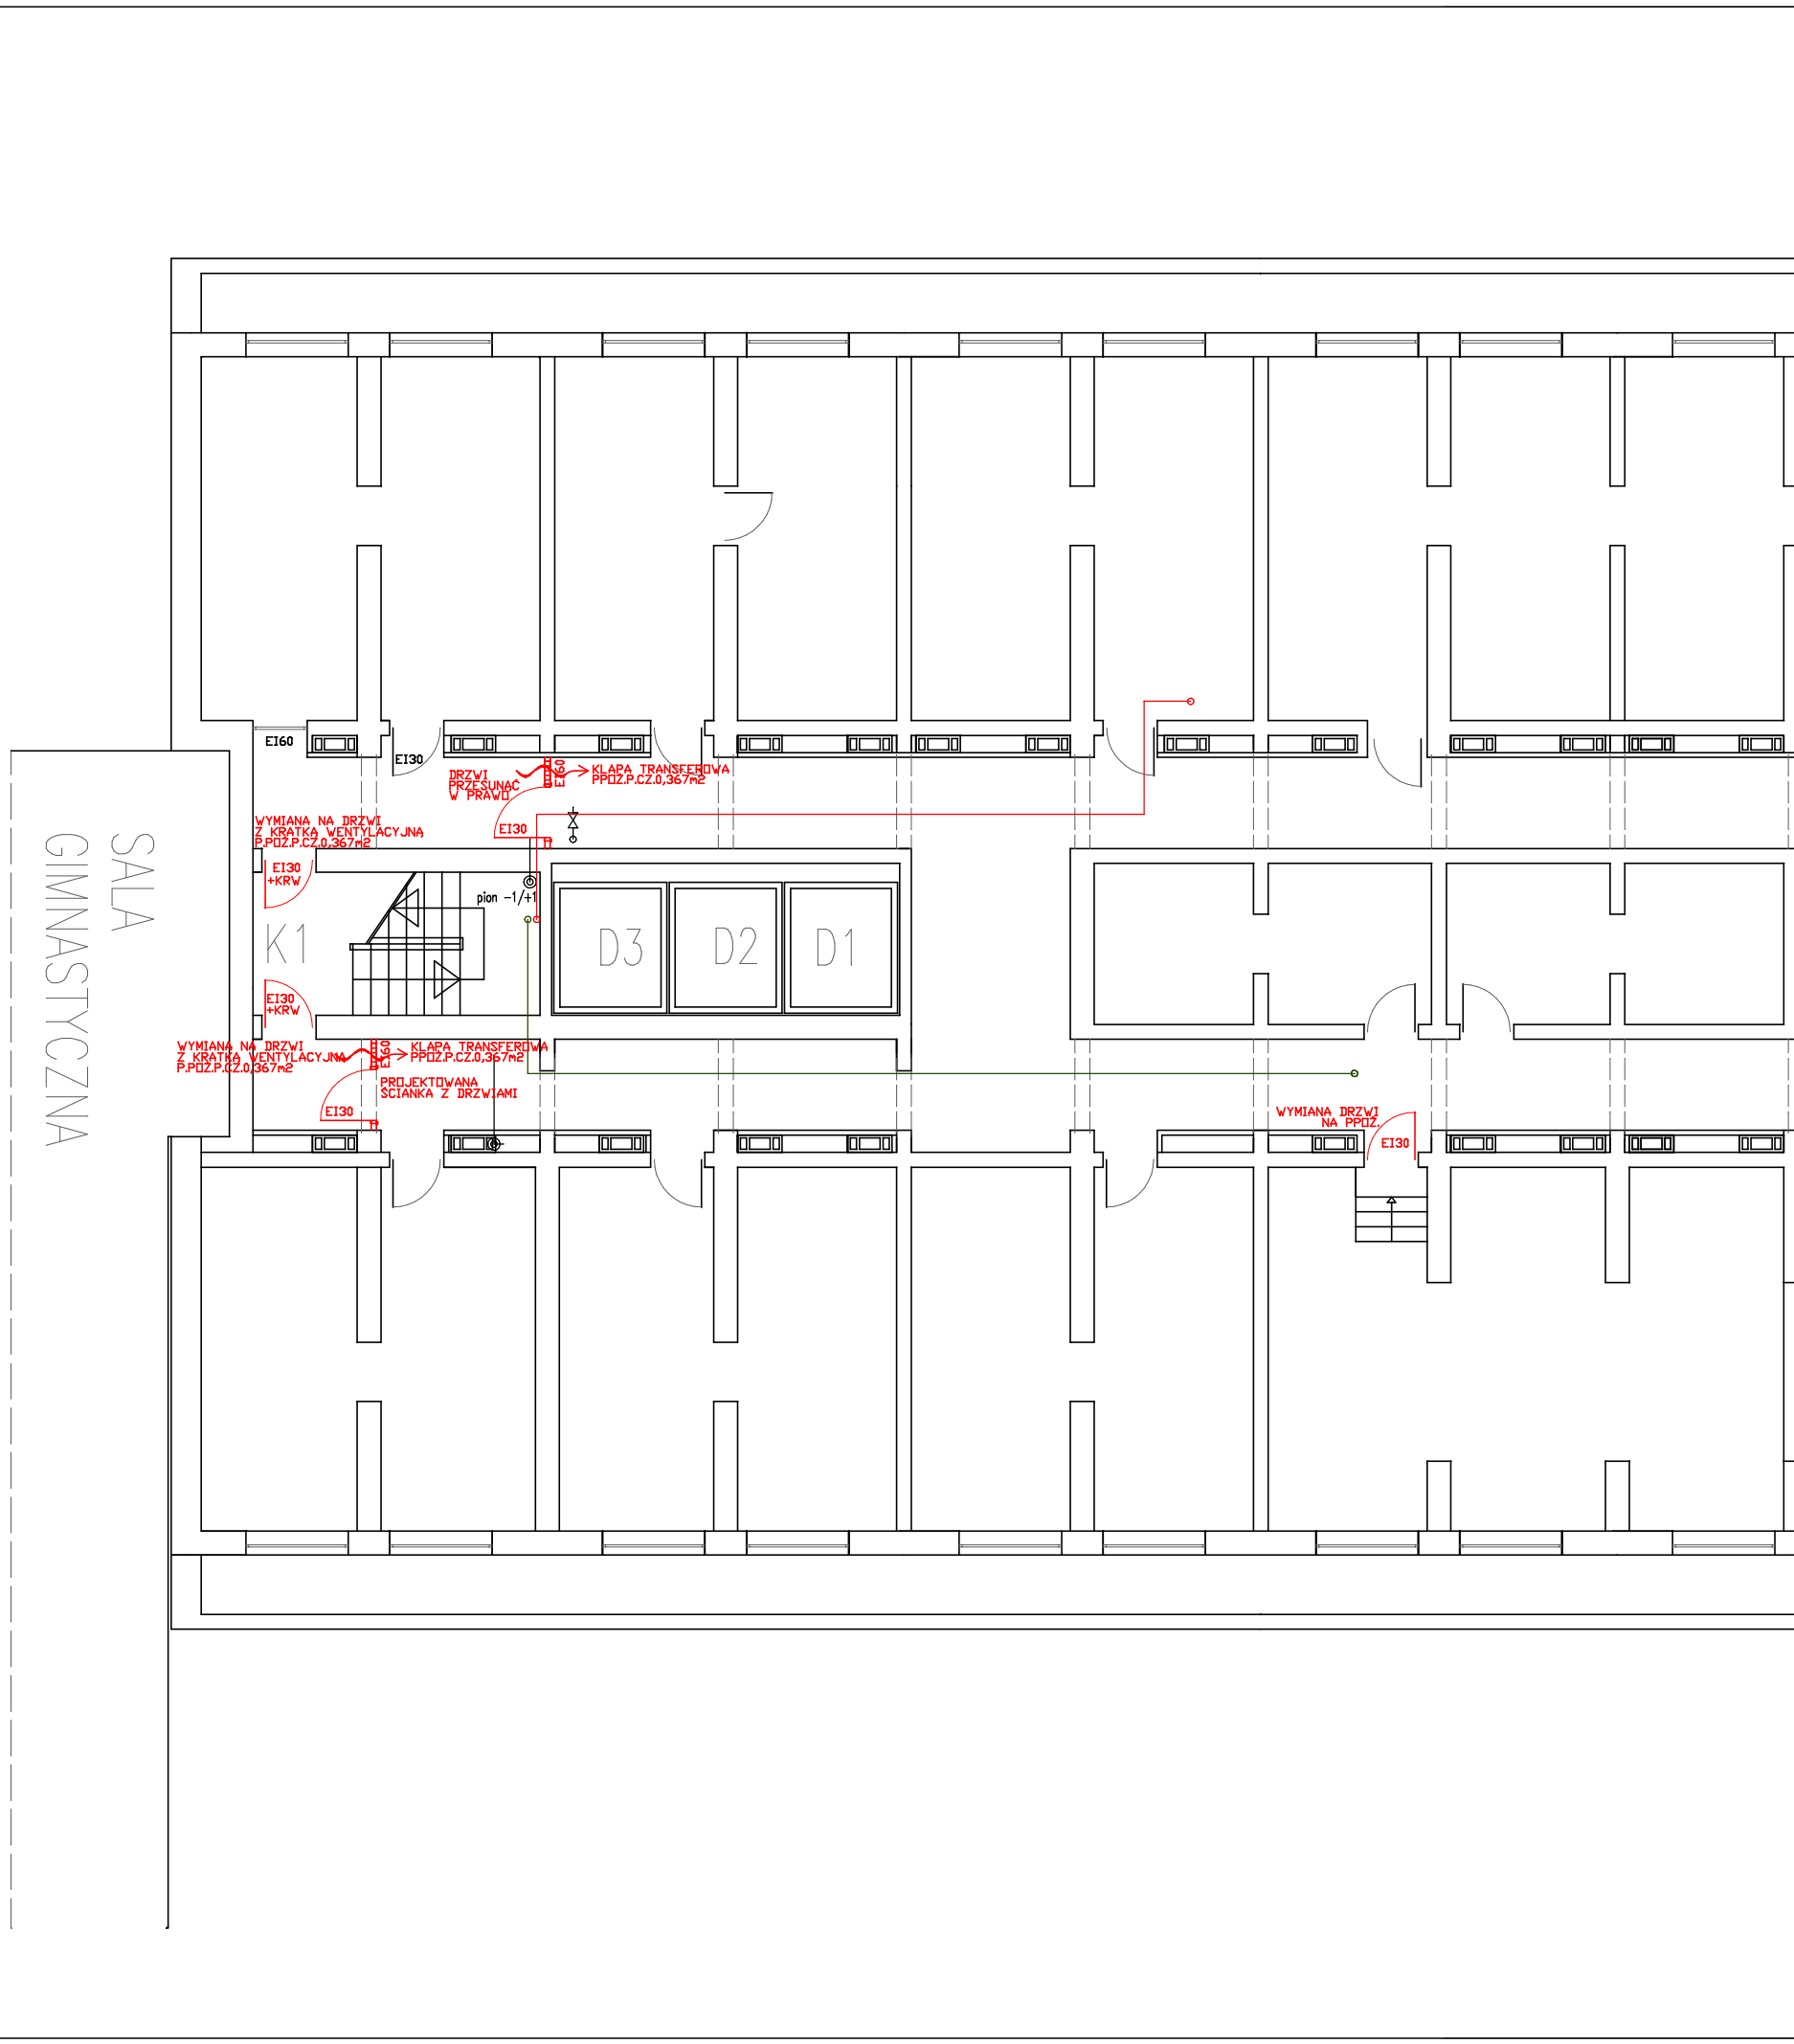 EI60
EI30
DRZWI
PRZESUNĄĆ
W PRAWO
EI60
KLAPA TRANSFEROWA
PPOŻ.P.CZ.0,367m2
WYMIANA NA DRZWI
Z KRATKĄ WENTYLACYJNĄ
P.POŻ.P.CZ.0,367m2
EI30
EI30
+KRW
pion -1/+1
K1
D3
D2
D1
SALA
GIMNASTYCZNA
EI30
+KRW
WYMIANA NA DRZWI
Z KRATKĄ WENTYLACYJNĄ
P.POŻ.P.CZ.0,367m2
EI60
KLAPA TRANSFEROWA
PPOŻ.P.CZ.0,367m2
PROJEKTOWANA
ŚCIANKA Z DRZWIAMI
EI30
WYMIANA DRZWI
NA PPOŻ.
EI30